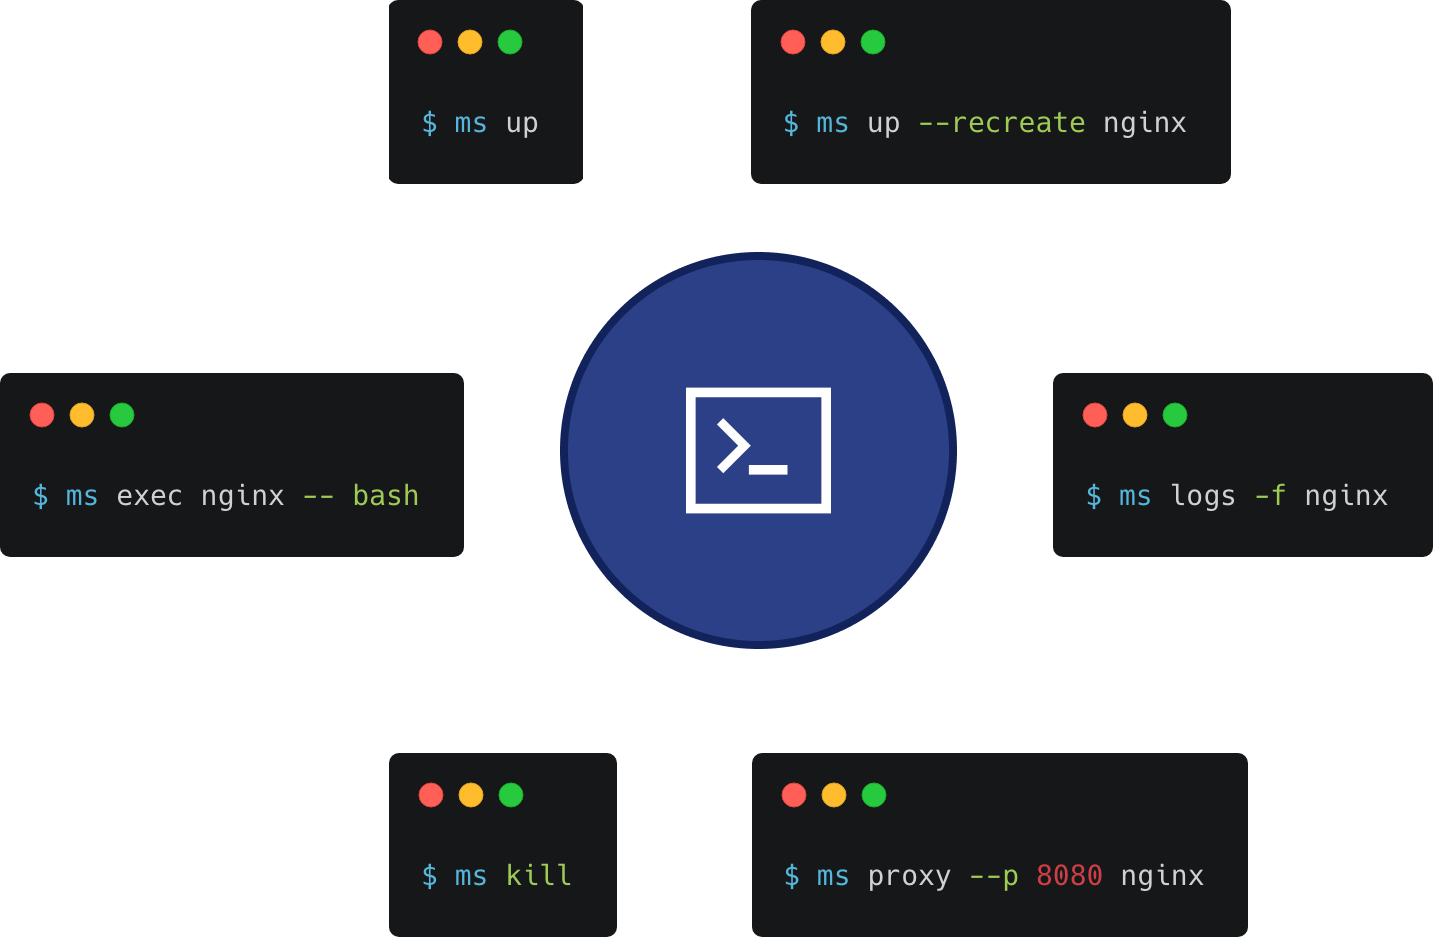 $ ms up
$ ms up --recreate nginx
$ ms exec nginx -- bash
$ ms logs -f nginx
$ ms kill
$ ms proxy --p 8080 nginx